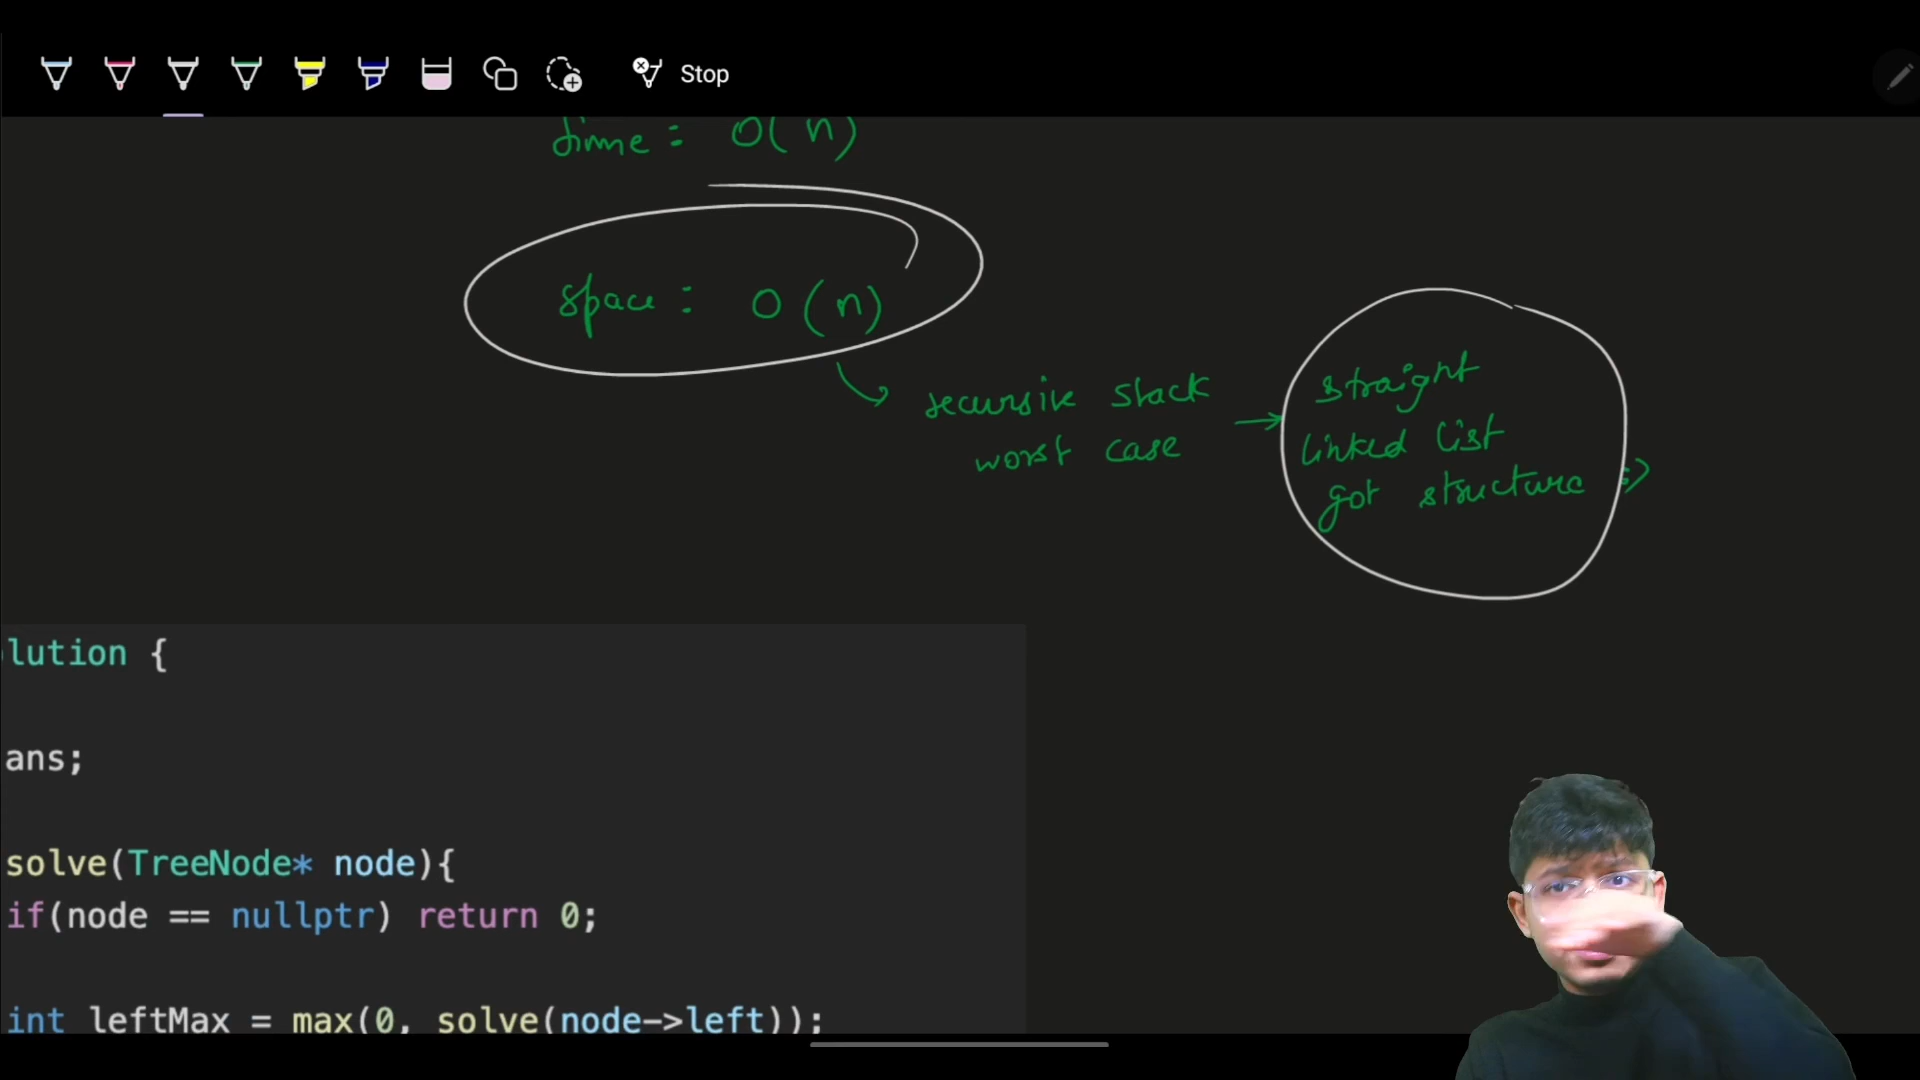 Stop
time : O(n)
space : O(n)
recursive stack
worst case
straight
linked list
got structure :)
lution {
ans;
solve(TreeNode* node){
if(node == nullptr) return 0;
int leftMax = max(0, solve(node->left));